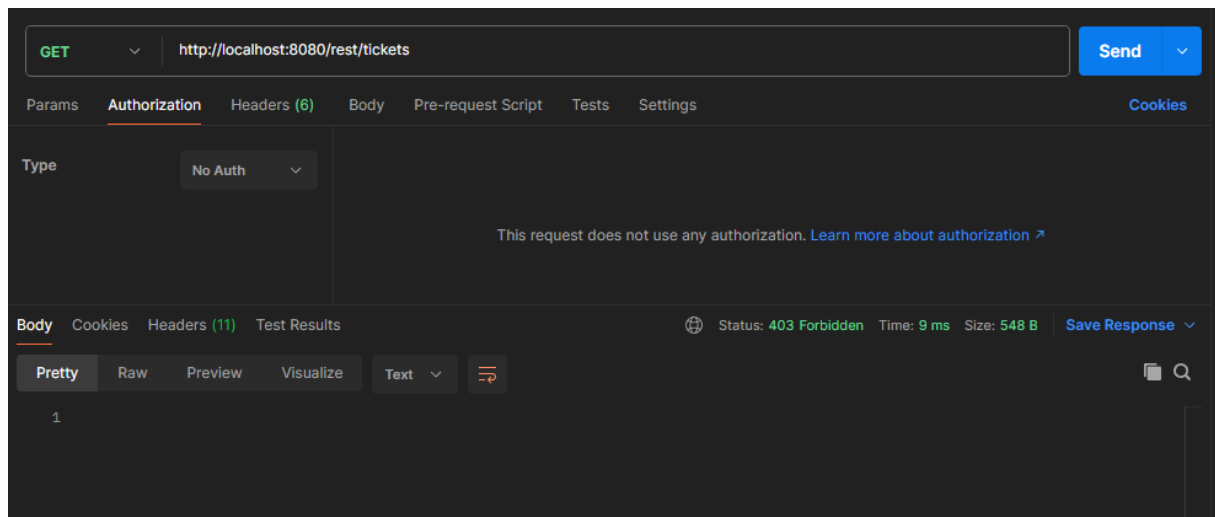 GET http://localhost:8080/rest/tickets Send
Params Authorization Headers (6) Body Pre-request Script Tests Settings Cookies
Type No Auth
This request does not use any authorization. Learn more about authorization ↗
Body Cookies Headers (11) Test Results Status: 403 Forbidden Time: 9 ms Size: 548 B Save Response
Pretty Raw Preview Visualize Text
1